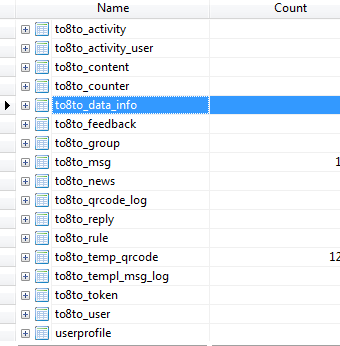 Name Count
to8to_activity
to8to_activity_user
to8to_content
to8to_counter
to8to_data_info
to8to_feedback
to8to_group
to8to_msg 1
to8to_news
to8to_qrcode_log
to8to_reply
to8to_rule
to8to_temp_qrcode 12
to8to_templ_msg_log
to8to_token
to8to_user
userprofile